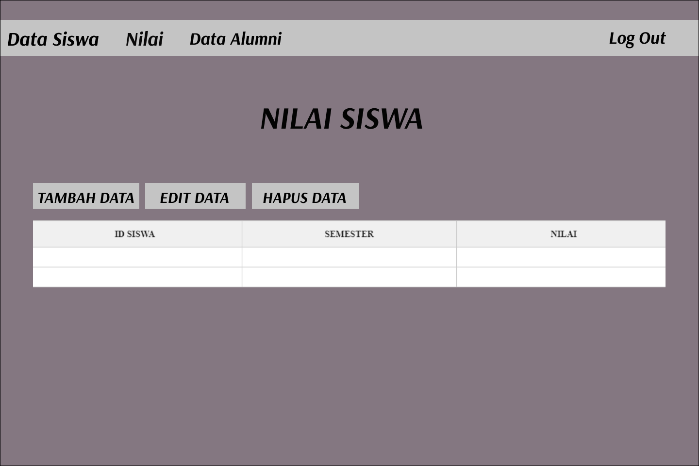 Data Siswa Nilai Data Alumni Log Out
NILAI SISWA
TAMBAH DATA EDIT DATA HAPUS DATA
ID SISWA SEMESTER NILAI